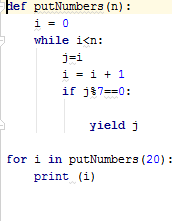 def putNumbers(n):
    i = 0
    while i<n:
        j=i
        i = i + 1
        if j%7==0:

            yield j

for i in putNumbers(20):
    print (i)